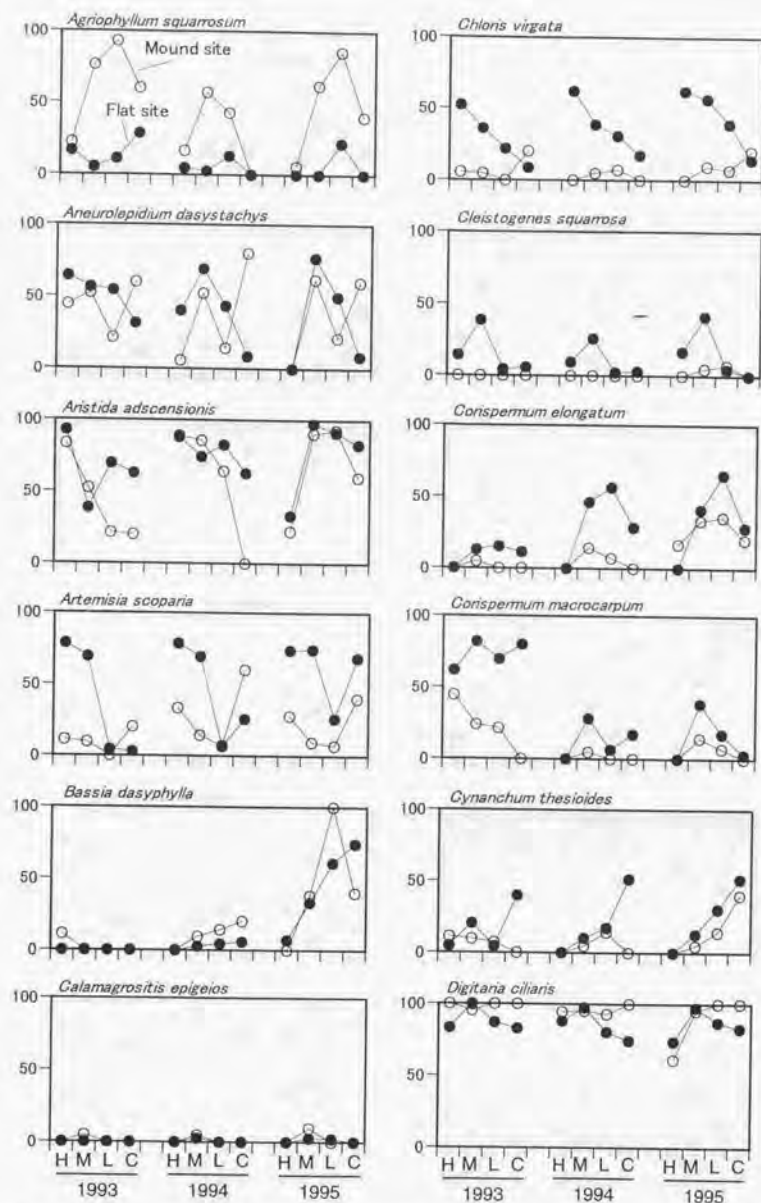 Agriophyllum squarrosum
100
50
0
Mound site
Flat site
Aneurolepidium dasystachys
100
50
0
Aristida adscensionis
100
50
0
Artemisia scoparia
100
50
0
Bassia dasyphylla
100
50
0
Calamagrositis epigeios
100
50
0
H M L C H M L C H M L C
1993 1994 1995
Chloris virgata
100
50
0
Cleistogenes squarrosa
100
50
0
Corispermum elongatum
100
50
0
Corispermum macrocarpum
100
50
0
Cynanchum thesioides
100
50
0
Digitaria ciliaris
100
50
0
H M L C H M L C H M L C
1993 1994 1995